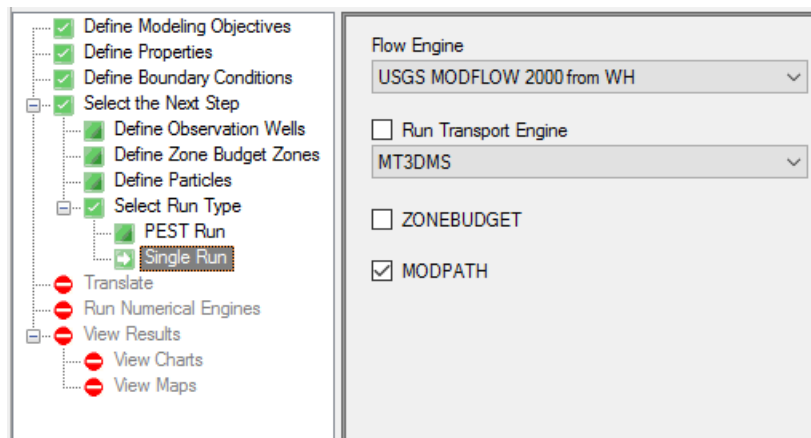 Define Modeling Objectives
Define Properties
Define Boundary Conditions
Select the Next Step
Define Observation Wells
Define Zone Budget Zones
Define Particles
Select Run Type
PEST Run
Single Run
Translate
Run Numerical Engines
View Results
View Charts
View Maps
Flow Engine
USGS MODFLOW 2000 from WH
Run Transport Engine
MT3DMS
ZONEBUDGET
MODPATH